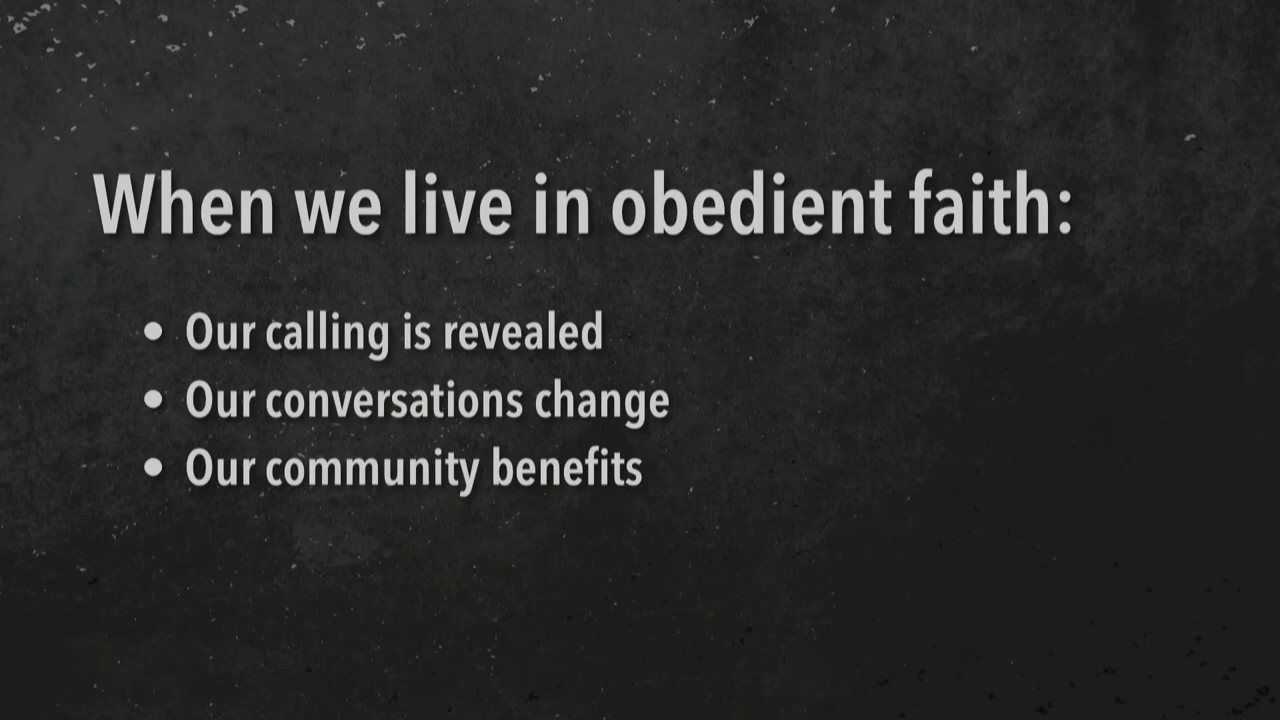 When we live in obedient faith:
• Our calling is revealed
• Our conversations change
• Our community benefits